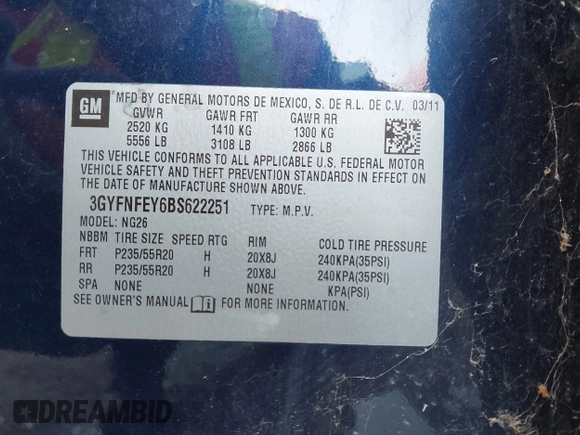 GM
MFD BY GENERAL MOTORS DE MEXICO, S. DE R.L. DE C.V. 03/11
GVWR GAWR FRT GAWR RR
2520 KG 1410 KG 1300 KG
5556 LB 3108 LB 2866 LB
THIS VEHICLE CONFORMS TO ALL APPLICABLE U.S. FEDERAL MOTOR
VEHICLE SAFETY AND THEFT PREVENTION STANDARDS IN EFFECT ON
THE DATE OF MANUFACTURE SHOWN ABOVE.
3GYFNFEY6BS622251 TYPE: M.P.V.
MODEL: NG26
NBBM TIRE SIZE SPEED RTG RIM COLD TIRE PRESSURE
FRT P235/55R20 H 20X8J 240KPA(35PSI)
RR P235/55R20 H 20X8J 240KPA(35PSI)
SPA NONE NONE KPA(PSI)
SEE OWNER'S MANUAL FOR MORE INFORMATION.
DREAMBID